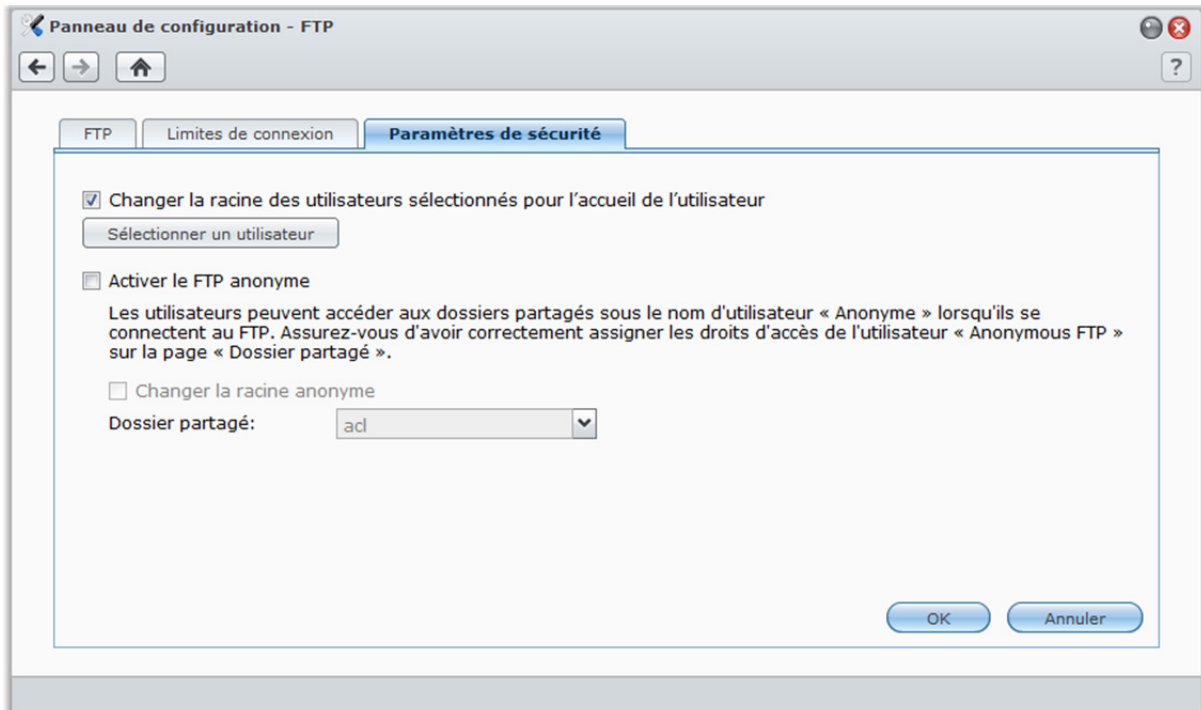 Panneau de configuration - FTP
?
FTP
Limites de connexion
Paramètres de sécurité
Changer la racine des utilisateurs sélectionnés pour l'accueil de l'utilisateur
Sélectionner un utilisateur
Activer le FTP anonyme
Les utilisateurs peuvent accéder aux dossiers partagés sous le nom d'utilisateur « Anonyme » lorsqu'ils se
connectent au FTP. Assurez-vous d'avoir correctement assigner les droits d'accès de l'utilisateur « Anonymous FTP »
sur la page « Dossier partagé ».
Changer la racine anonyme
Dossier partagé:
acl
OK
Annuler